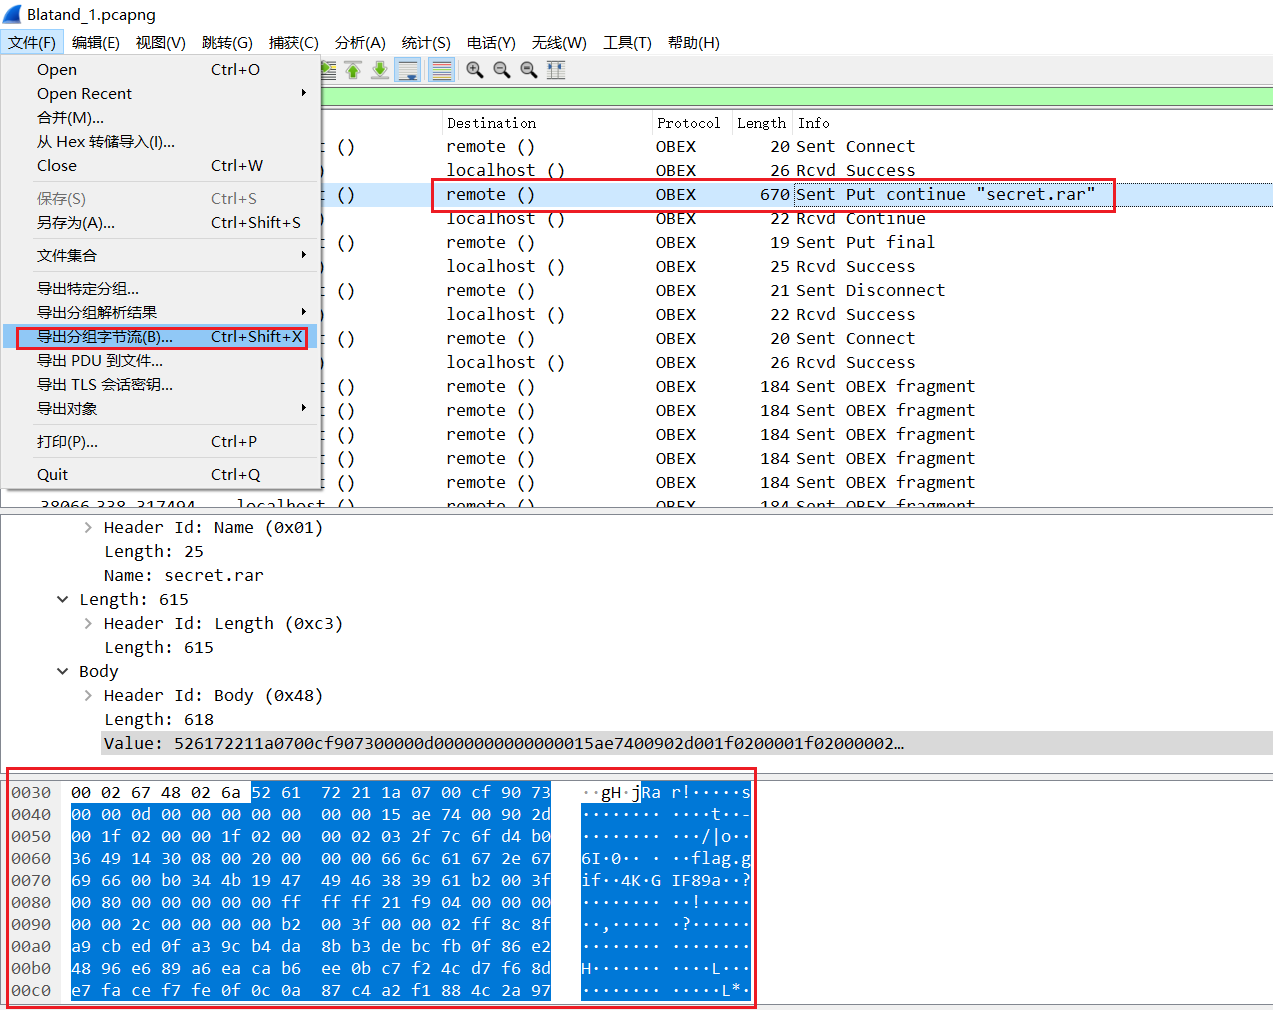 Blatand_1.pcapng
文件(F) 编辑(E) 视图(V) 跳转(G) 捕获(C) 分析(A) 统计(S) 电话(Y) 无线(W) 工具(T) 帮助(H)
Open Ctrl+O
Open Recent
合并(M)...
从 Hex 转储导入(I)...
Close Ctrl+W
保存(S) Ctrl+S
另存为(A)... Ctrl+Shift+S
文件集合
导出特定分组...
导出分组解析结果
导出分组字节流(B)... Ctrl+Shift+X
导出 PDU 到文件...
导出 TLS 会话密钥...
导出对象
打印(P)... Ctrl+P
Quit Ctrl+Q
Destination Protocol Length Info
() remote () OBEX 20 Sent Connect
) localhost () OBEX 26 Rcvd Success
() remote () OBEX 670 Sent Put continue "secret.rar"
) localhost () OBEX 22 Rcvd Continue
() remote () OBEX 19 Sent Put final
) localhost () OBEX 25 Rcvd Success
() remote () OBEX 21 Sent Disconnect
) localhost () OBEX 22 Rcvd Success
() remote () OBEX 20 Sent Connect
) localhost () OBEX 26 Rcvd Success
() remote () OBEX 184 Sent OBEX fragment
() remote () OBEX 184 Sent OBEX fragment
() remote () OBEX 184 Sent OBEX fragment
() remote () OBEX 184 Sent OBEX fragment
() remote () OBEX 184 Sent OBEX fragment
38066 338.317494 localhost () remote () OBEX 184 Sent OBEX fragment
Header Id: Name (0x01)
Length: 25
Name: secret.rar
Length: 615
Header Id: Length (0xc3)
Length: 615
Body
Header Id: Body (0x48)
Length: 618
Value: 526172211a0700cf907300000d0000000000000015ae7400902d001f0200001f02000002…
0030 00 02 67 48 02 6a 52 61 72 21 1a 07 00 cf 90 73 ··gH·jRa r!·····s
0040 00 00 0d 00 00 00 00 00 00 00 15 ae 74 00 90 2d ········ ····t··-
0050 00 1f 02 00 00 1f 02 00 00 02 03 2f 7c 6f d4 b0 ········ ···/|o··
0060 36 49 14 30 08 00 20 00 00 00 66 6c 61 67 2e 67 6I·0·· · ··flag.g
0070 69 66 00 b0 34 4b 19 47 49 46 38 39 61 b2 00 3f if··4K·G IF89a··?
0080 00 80 00 00 00 00 00 ff ff ff 21 f9 04 00 00 00 ········ ··!·····
0090 00 00 2c 00 00 00 00 b2 00 3f 00 00 02 ff 8c 8f ··,····· ·?······
00a0 a9 cb ed 0f a3 9c b4 da 8b b3 de bc fb 0f 86 e2 ········ ········
00b0 48 96 e6 89 a6 ea ca b6 ee 0b c7 f2 4c d7 f6 8d H······· ····L···
00c0 e7 fa ce f7 fe 0f 0c 0a 87 c4 a2 f1 88 4c 2a 97 ········ ·····L*·